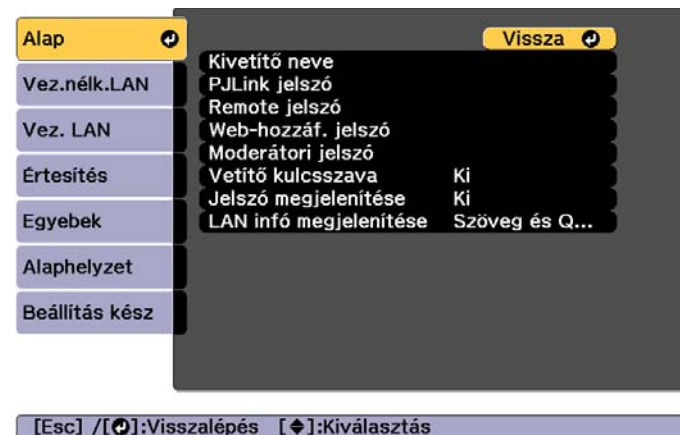 Alap
Vez.nélk.LAN
Vez. LAN
Értesítés
Egyebek
Alaphelyzet
Beállítás kész
Vissza
Kivetítő neve
PJLink jelszó
Remote jelszó
Web-hozzáf. jelszó
Moderátori jelszó
Vetítő kulcsszava Ki
Jelszó megjelenítése Ki
LAN infó megjelenítése Szöveg és Q...
[Esc] /[ ]:Visszalépés [ ]:Kiválasztás